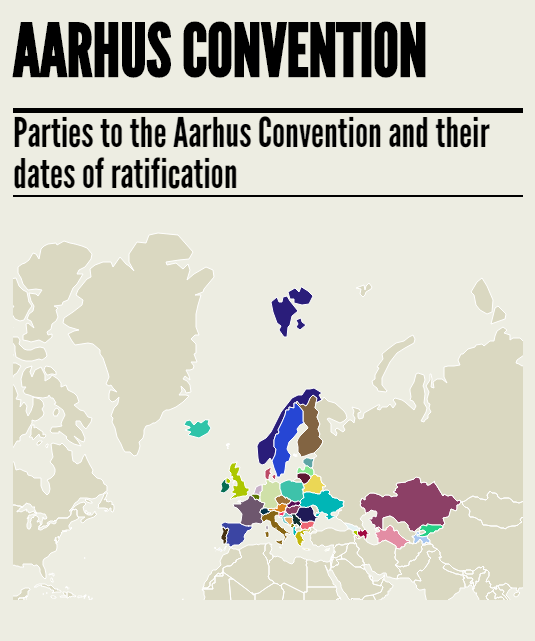 AARHUS CONVENTION
Parties to the Aarhus Convention and their
dates of ratification